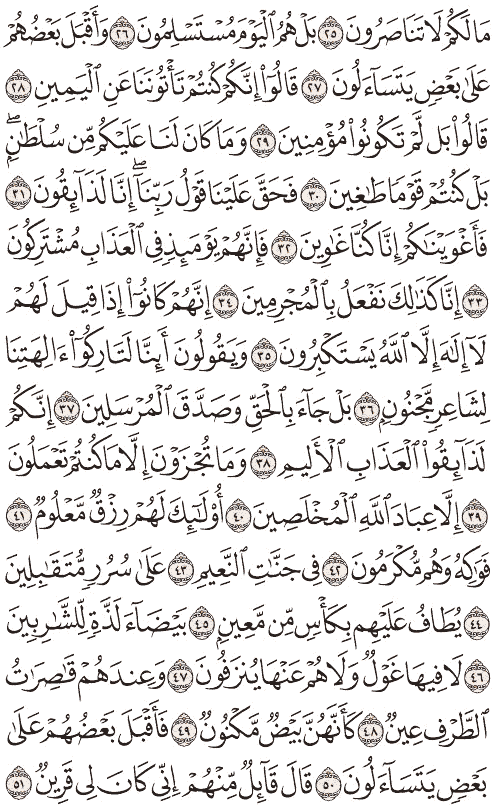 مَا لَكُمْ لَا تَنَاصَرُونَ ٢٥ بَلْ هُمُ ٱلْيَوْمَ مُسْتَسْلِمُونَ ٢٦ وَأَقْبَلَ بَعْضُهُمْ
عَلَىٰ بَعْضٍ يَتَسَآءَلُونَ ٢٧ قَالُوٓا۟ إِنَّكُمْ كُنتُمْ تَأْتُونَنَا عَنِ ٱلْيَمِينِ ٢٨
قَالُوا۟ بَل لَّمْ تَكُونُوا۟ مُؤْمِنِينَ ٢٩ وَمَا كَانَ لَنَا عَلَيْكُم مِّن سُلْطَٰنٍۭ ۖ
بَلْ كُنتُمْ قَوْمًا طَٰغِينَ ٣٠ فَحَقَّ عَلَيْنَا قَوْلُ رَبِّنَآ ۖ إِنَّا لَذَآئِقُونَ ٣١
فَأَغْوَيْنَٰكُمْ إِنَّا كُنَّا غَٰوِينَ ٣٢ فَإِنَّهُمْ يَوْمَئِذٍ فِى ٱلْعَذَابِ مُشْتَرِكُونَ
٣٣ إِنَّا كَذَٰلِكَ نَفْعَلُ بِٱلْمُجْرِمِينَ ٣٤ إِنَّهُمْ كَانُوٓا۟ إِذَا قِيلَ لَهُمْ
لَآ إِلَٰهَ إِلَّا ٱللَّهُ يَسْتَكْبِرُونَ ٣٥ وَيَقُولُونَ أَئِنَّا لَتَارِكُوٓا۟ ءَالِهَتِنَا
لِشَاعِرٍ مَّجْنُونٍۭ ٣٦ بَلْ جَآءَ بِٱلْحَقِّ وَصَدَّقَ ٱلْمُرْسَلِينَ ٣٧ إِنَّكُمْ
لَذَآئِقُوا۟ ٱلْعَذَابِ ٱلْأَلِيمِ ٣٨ وَمَا تُجْزَوْنَ إِلَّا مَا كُنتُمْ تَعْمَلُونَ
٣٩ إِلَّا عِبَادَ ٱللَّهِ ٱلْمُخْلَصِينَ ٤٠ أُو۟لَٰٓئِكَ لَهُمْ رِزْقٌ مَّعْلُومٌ ٤١
فَوَٰكِهُ وَهُم مُّكْرَمُونَ ٤٢ فِى جَنَّٰتِ ٱلنَّعِيمِ ٤٣ عَلَىٰ سُرُرٍ مُّتَقَٰبِلِينَ
٤٤ يُطَافُ عَلَيْهِم بِكَأْسٍ مِّن مَّعِينٍۭ ٤٥ بَيْضَآءَ لَذَّةٍ لِّلشَّٰرِبِينَ
٤٦ لَا فِيهَا غَوْلٌ وَلَا هُمْ عَنْهَا يُنزَفُونَ ٤٧ وَعِندَهُمْ قَٰصِرَٰتُ
ٱلطَّرْفِ عِينٌ ٤٨ كَأَنَّهُنَّ بَيْضٌ مَّكْنُونٌ ٤٩ فَأَقْبَلَ بَعْضُهُمْ عَلَىٰ
بَعْضٍ يَتَسَآءَلُونَ ٥٠ قَالَ قَآئِلٌ مِّنْهُمْ إِنِّى كَانَ لِى قَرِينٌ ٥١